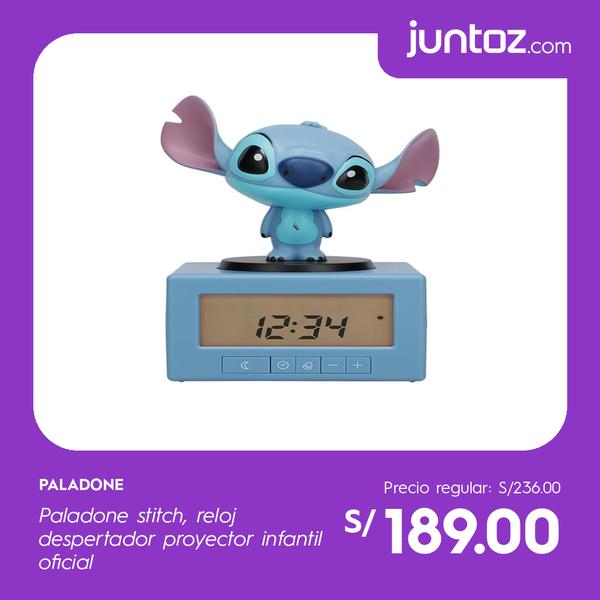 juntoz.com
12:34
− +
PALADONE
Paladone stitch, reloj
despertador proyector infantil
oficial
Precio regular: S/236.00
S/189.00